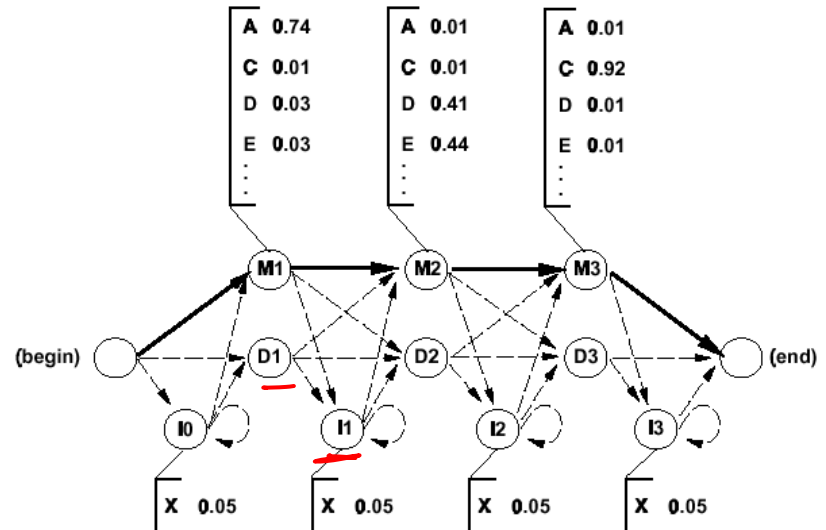 A 0.74 A 0.01 A 0.01
C 0.01 C 0.01 C 0.92
D 0.03 D 0.41 D 0.01
E 0.03 E 0.44 E 0.01
M1 M2 M3
(begin) D1 D2 D3 (end)
I0 I1 I2 I3
X 0.05 X 0.05 X 0.05 X 0.05